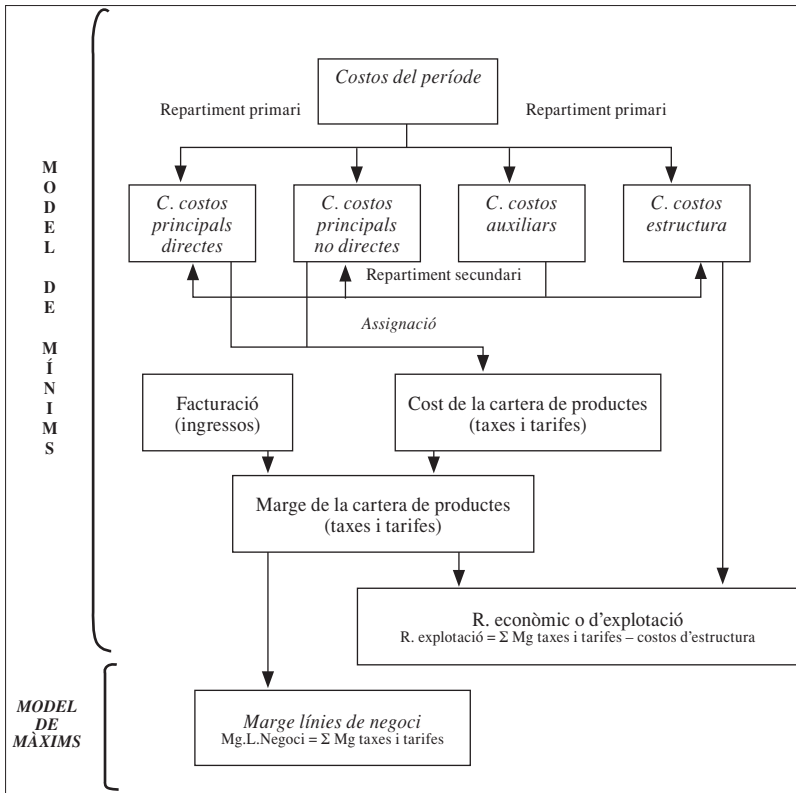 Costos del període
Repartiment primari
Repartiment primari
C. costos
principals
directes
C. costos
principals
no directes
C. costos
auxiliars
C. costos
estructura
Repartiment secundari
Assignació
Facturació
(ingressos)
Cost de la cartera de productes
(taxes i tarifes)
Marge de la cartera de productes
(taxes i tarifes)
R. econòmic o d'explotació
R. explotació = Σ Mg taxes i tarifes – costos d'estructura
Marge línies de negoci
Mg.L.Negoci = Σ Mg taxes i tarifes
MODEL DE MÍNIMS
MODEL
DE
MÀXIMS